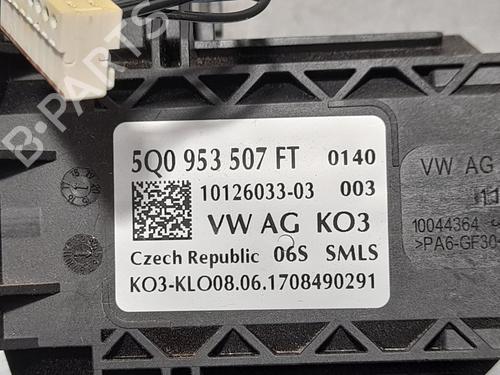 B-PARTS
5Q0 953 507 FT 0140
10126033-03 003
VW AG KO3
Czech Republic 06S SMLS
KO3-KLO08.06.1708490291
VW AG
10044364
>PA6-GF30